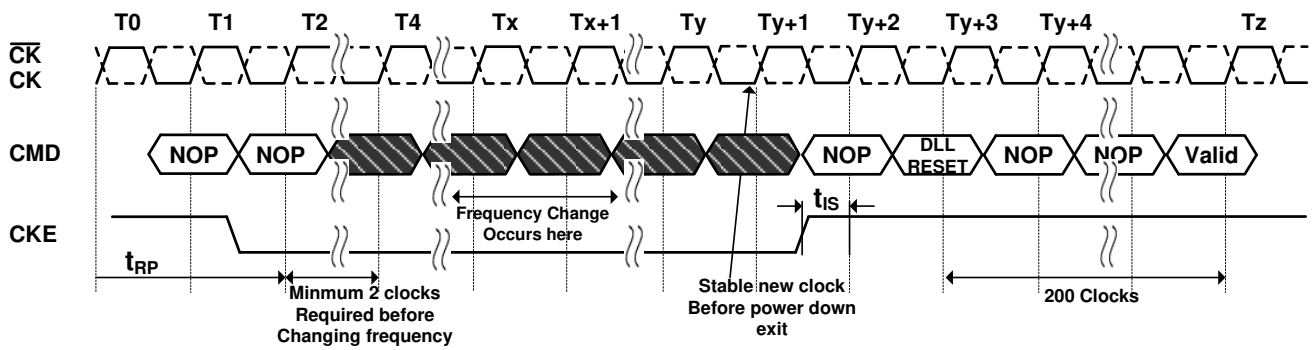 T0 T1 T2 T4 Tx Tx+1 Ty Ty+1 Ty+2 Ty+3 Ty+4 Tz
CK
CK
CMD NOP NOP NOP DLL RESET NOP NOP Valid
tIS
Frequency Change
Occurs here
CKE
tRP
Minmum 2 clocks
Required before
Changing frequency
Stable new clock
Before power down
exit
200 Clocks